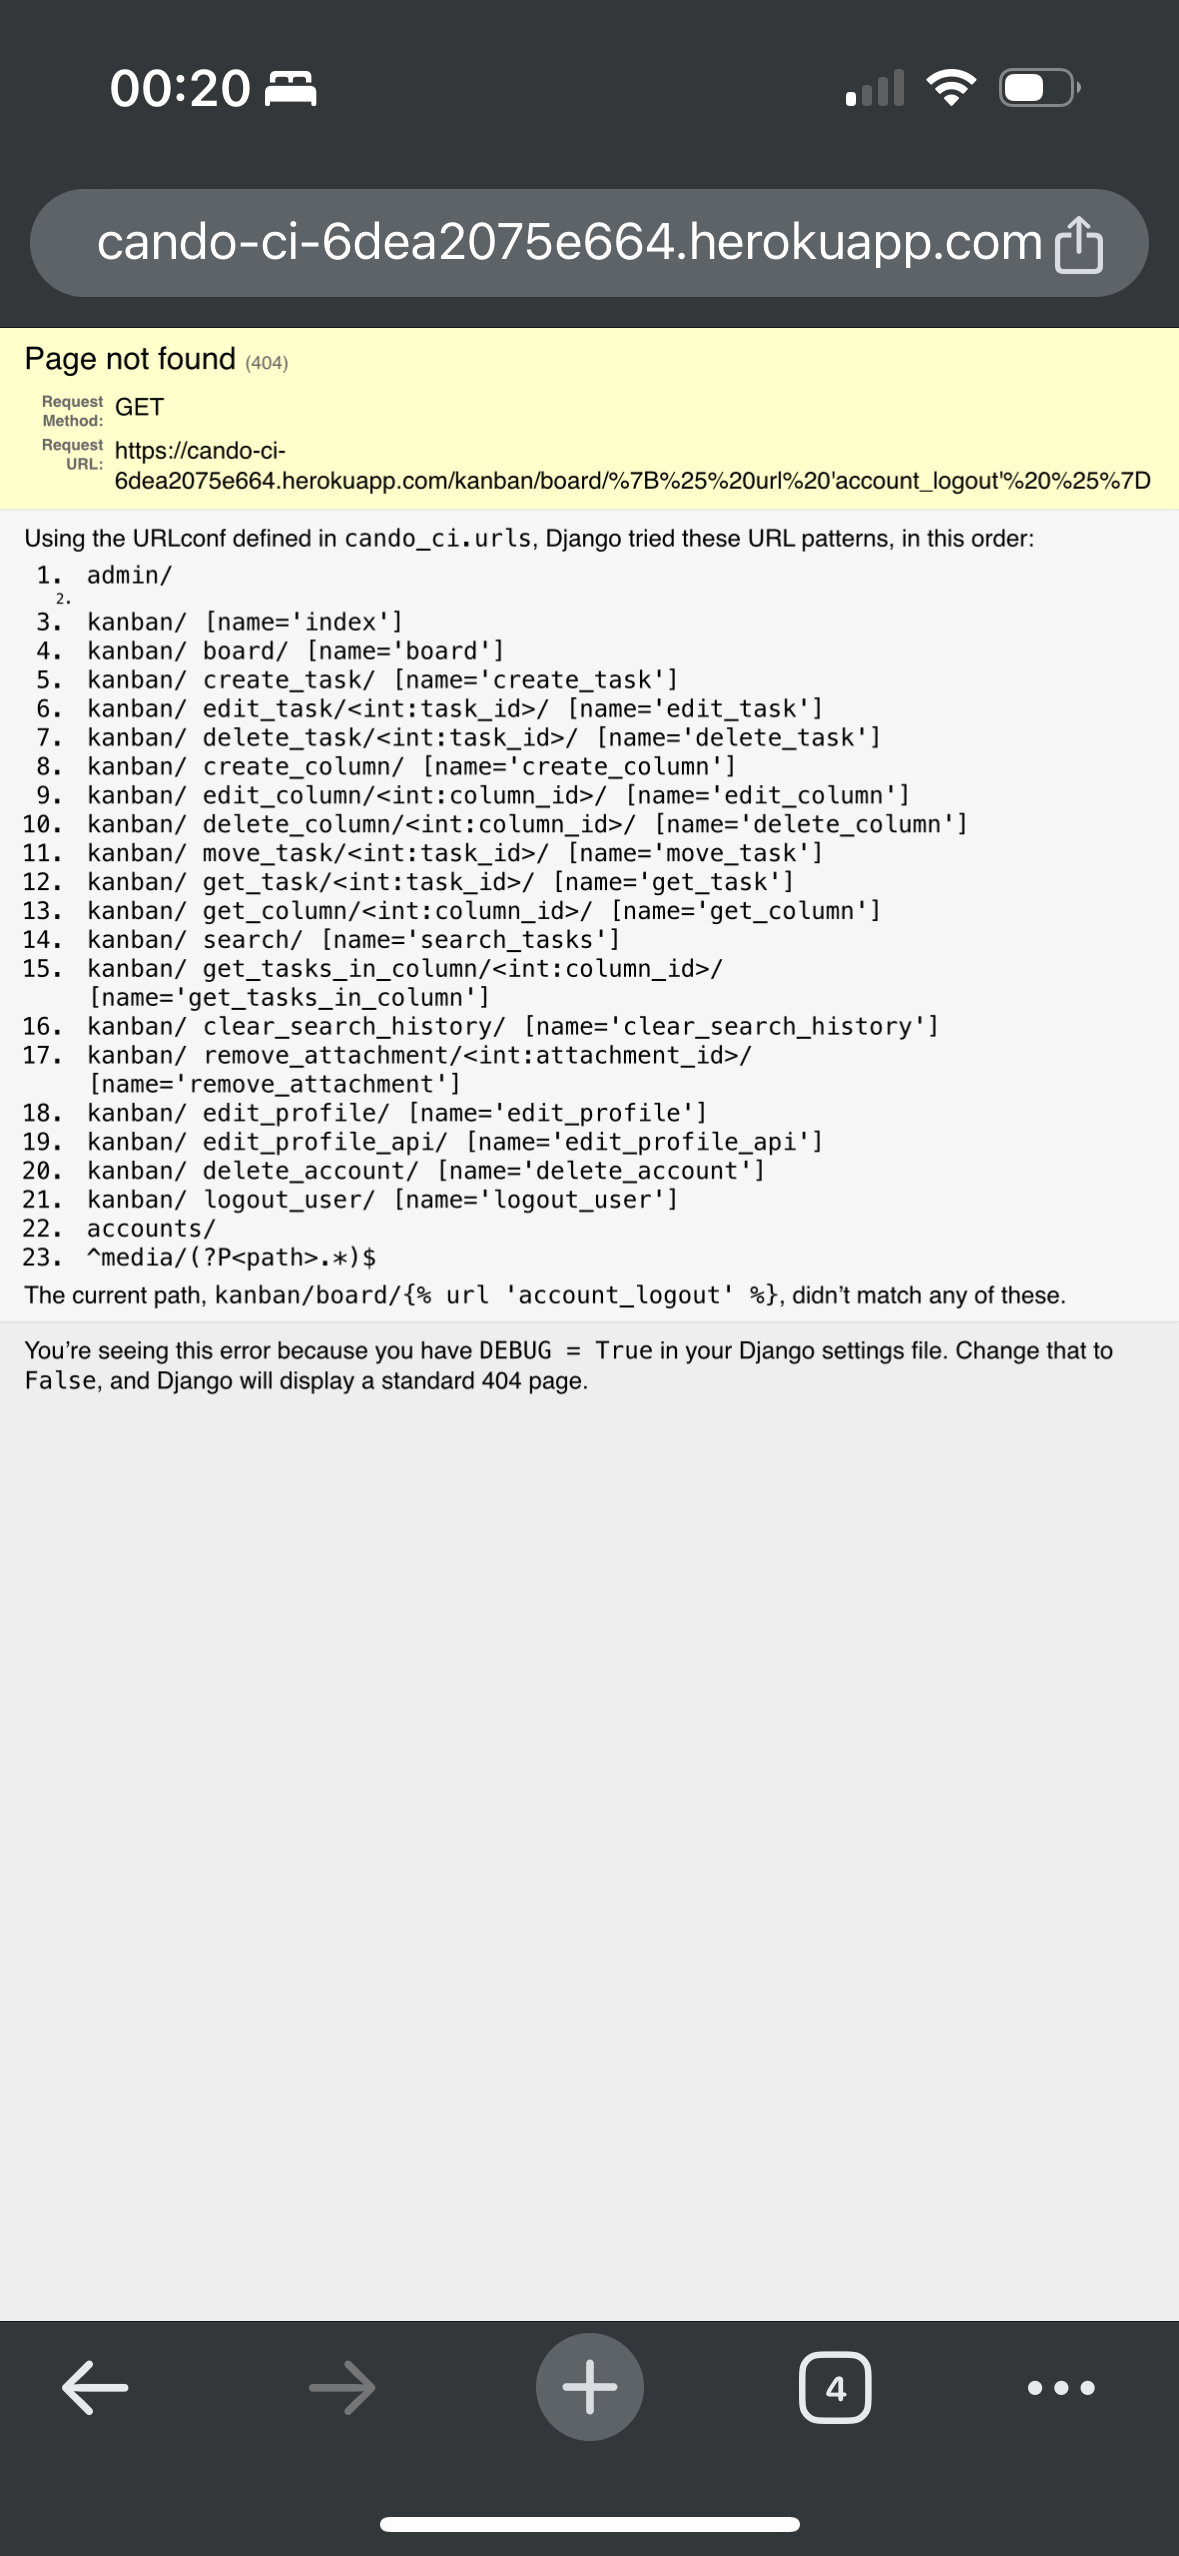 00:20
cando-ci-6dea2075e664.herokuapp.com
Page not found (404)
Request Method: GET
Request URL: https://cando-ci-
6dea2075e664.herokuapp.com/kanban/board/%7B%25%20url%20'account_logout'%20%25%7D
Using the URLconf defined in cando_ci.urls, Django tried these URL patterns, in this order:
1. admin/
2.
3. kanban/ [name='index']
4. kanban/ board/ [name='board']
5. kanban/ create_task/ [name='create_task']
6. kanban/ edit_task/<int:task_id>/ [name='edit_task']
7. kanban/ delete_task/<int:task_id>/ [name='delete_task']
8. kanban/ create_column/ [name='create_column']
9. kanban/ edit_column/<int:column_id>/ [name='edit_column']
10. kanban/ delete_column/<int:column_id>/ [name='delete_column']
11. kanban/ move_task/<int:task_id>/ [name='move_task']
12. kanban/ get_task/<int:task_id>/ [name='get_task']
13. kanban/ get_column/<int:column_id>/ [name='get_column']
14. kanban/ search/ [name='search_tasks']
15. kanban/ get_tasks_in_column/<int:column_id>/
[name='get_tasks_in_column']
16. kanban/ clear_search_history/ [name='clear_search_history']
17. kanban/ remove_attachment/<int:attachment_id>/
[name='remove_attachment']
18. kanban/ edit_profile/ [name='edit_profile']
19. kanban/ edit_profile_api/ [name='edit_profile_api']
20. kanban/ delete_account/ [name='delete_account']
21. kanban/ logout_user/ [name='logout_user']
22. accounts/
23. ^media/(?P<path>.*)$
The current path, kanban/board/{% url 'account_logout' %}, didn’t match any of these.
You’re seeing this error because you have DEBUG = True in your Django settings file. Change that to
False, and Django will display a standard 404 page.
4